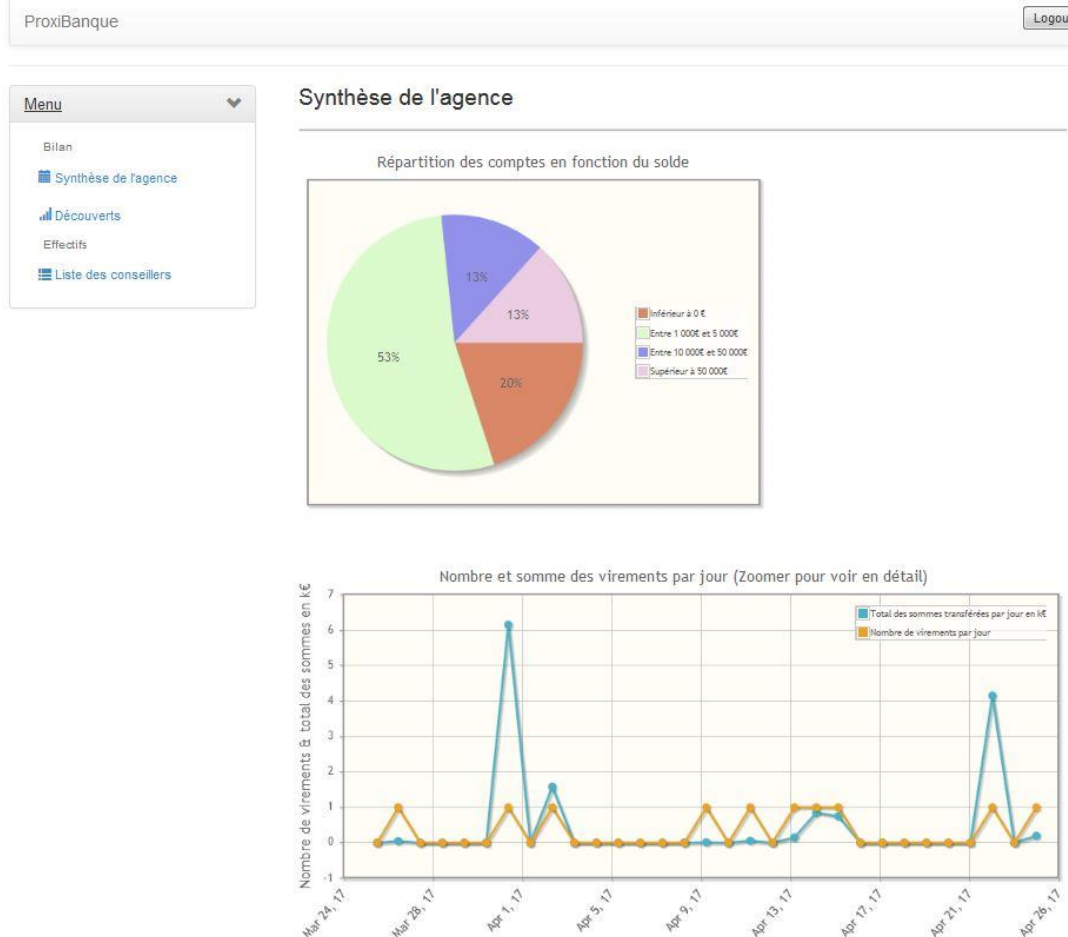 ProxiBanque
Logou
Menu
Bilan
Synthèse de l'agence
Découverts
Effectifs
Liste des conseillers
Synthèse de l'agence
Répartition des comptes en fonction du solde
13%
13%
53%
20%
Inférieur à 0 €
Entre 1 000€ et 5 000€
Entre 10 000€ et 50 000€
Supérieur à 50 000€
Nombre et somme des virements par jour (Zoomer pour voir en détail)
Nombre de virements & total des sommes en k€
7
6
5
4
3
2
1
0
-1
Total des sommes transférées par jour en k€
Nombre de virements par jour
Mar 24, 17
Mar 28, 17
Apr 1, 17
Apr 5, 17
Apr 9, 17
Apr 13, 17
Apr 17, 17
Apr 21, 17
Apr 26, 17